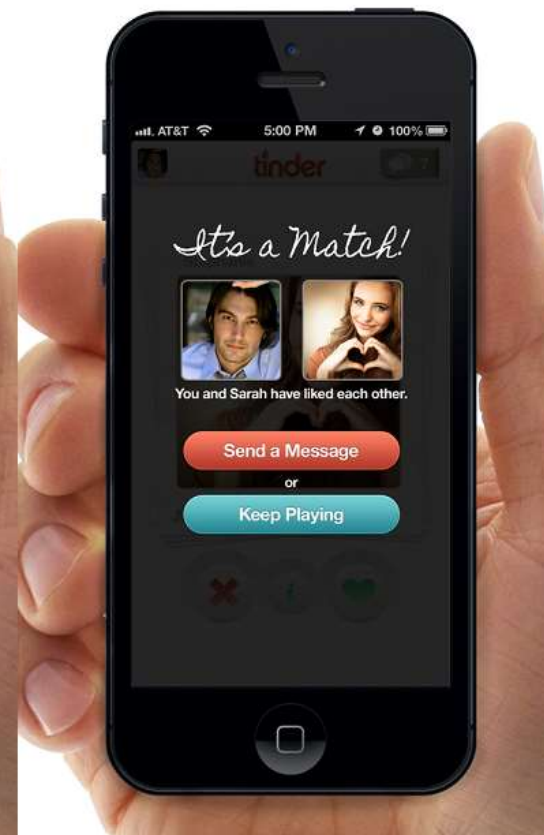 AT&T 5:00 PM 100%
tinder
It's a Match!
You and Sarah have liked each other.
Send a Message
or
Keep Playing
i